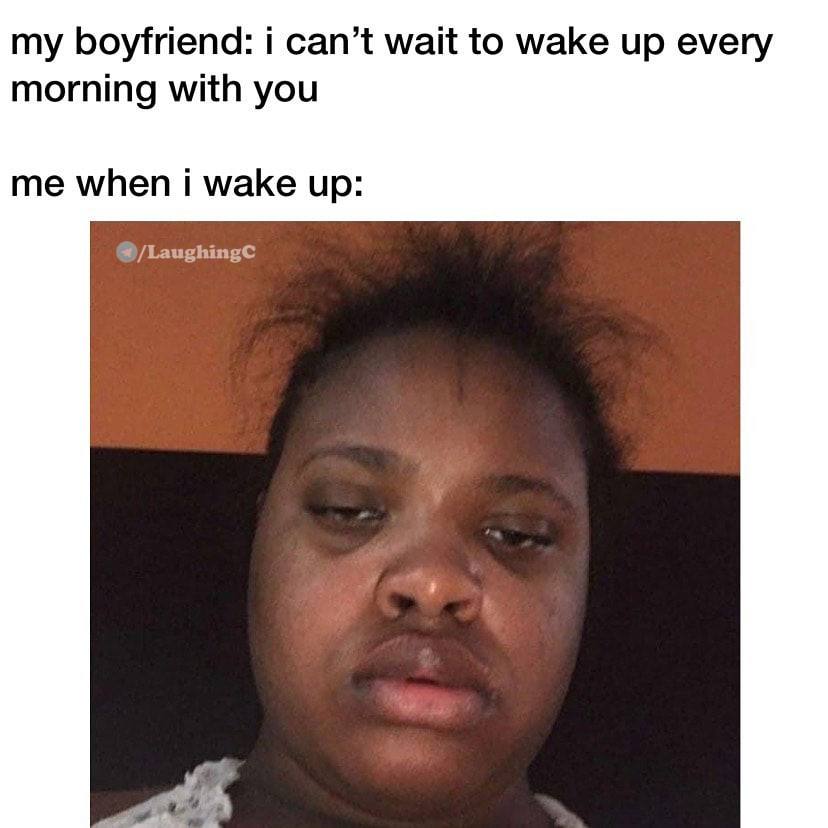 my boyfriend: i can’t wait to wake up every
morning with you
me when i wake up:
/LaughingC